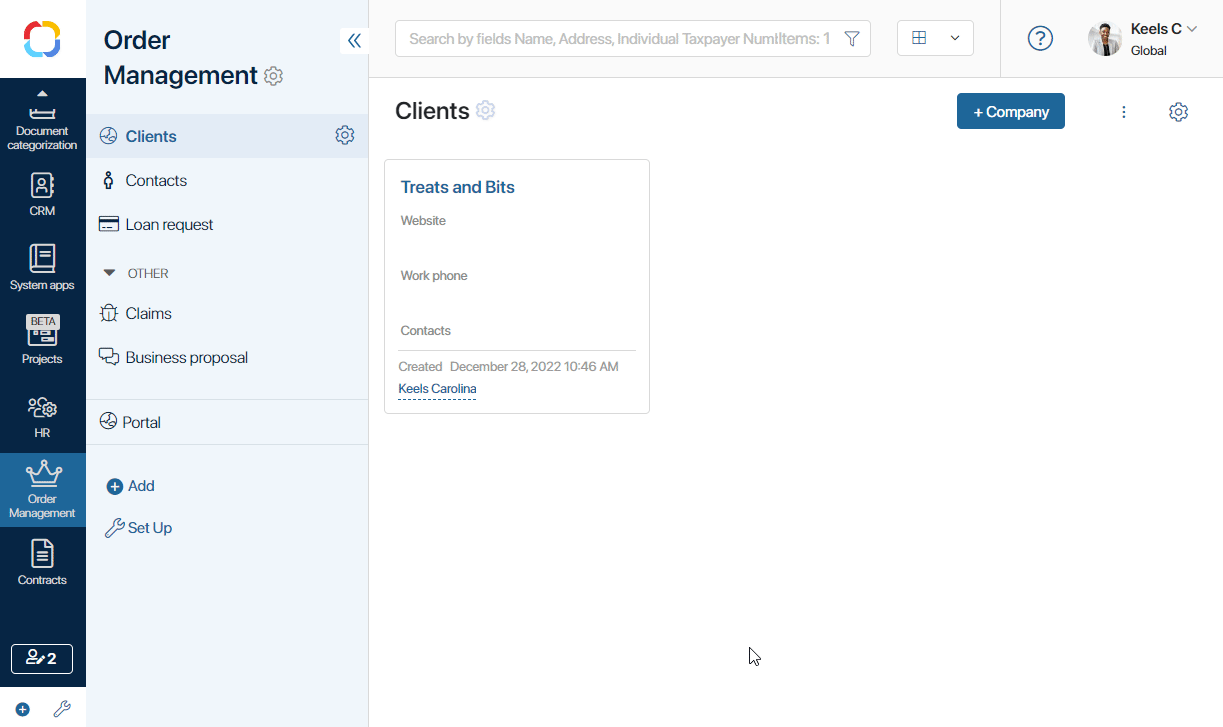 Document
categorization
CRM
System apps
BETA
Projects
HR
Order
Management
Contracts
2
Order
Management
Clients
Contacts
Loan request
OTHER
Claims
Business proposal
Portal
Add
Set Up
Search by fields Name, Address, Individual Taxpayer Num Items: 1
?
Keels C
Global
Clients
+ Company
Treats and Bits
Website
Work phone
Contacts
Created December 28, 2022 10:46 AM
Keels Carolina